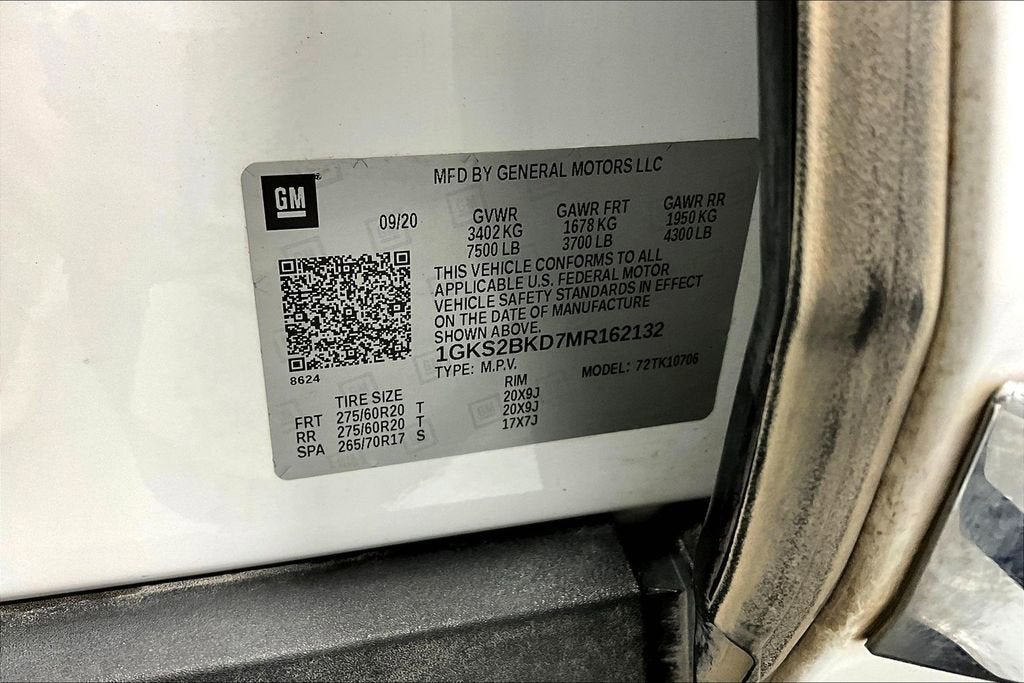 GM
MFD BY GENERAL MOTORS LLC
09/20
GVWR
3402 KG
7500 LB
GAWR FRT
1678 KG
3700 LB
GAWR RR
1950 KG
4300 LB
THIS VEHICLE CONFORMS TO ALL
APPLICABLE U.S. FEDERAL MOTOR
VEHICLE SAFETY STANDARDS IN EFFECT
ON THE DATE OF MANUFACTURE
SHOWN ABOVE.
1GKS2BKD7MR162132
TYPE: M.P.V. MODEL: 72TK10706
8624
TIRE SIZE RIM
FRT 275/60R20 T 20X9J
RR 275/60R20 T 20X9J
SPA 265/70R17 S 17X7J